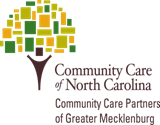 Community Care
of North Carolina
Community Care Partners
of Greater Mecklenburg